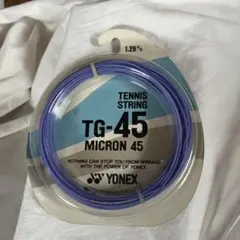 1.28%
TENNIS
STRING
TG-45
MICRON 45
NOTHING CAN STOP YOU FROM WINNING
WITH THE POWER OF YONEX.
YONEX